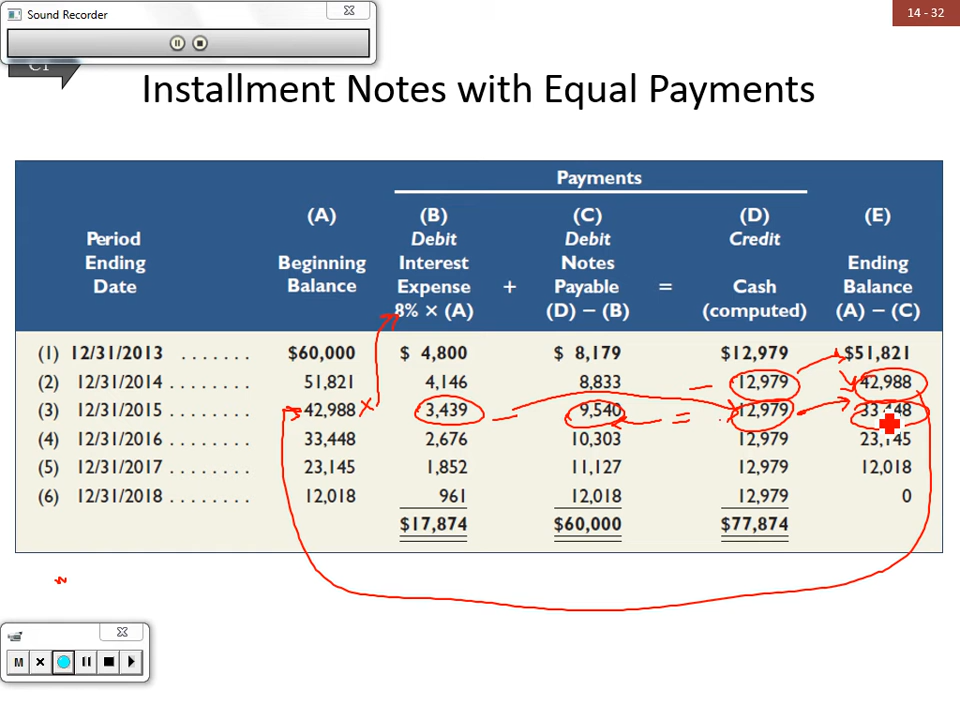 Sound Recorder
14 - 32
C1
Installment Notes with Equal Payments
Payments
(A) (B) (C) (D) (E)
Period Debit Debit Credit
Ending Beginning Interest Notes Ending
Date Balance Expense + Payable = Cash Balance
8% × (A) (D) − (B) (computed) (A) − (C)
(1) 12/31/2013 ....... $60,000 $ 4,800 $ 8,179 $12,979 $51,821
(2) 12/31/2014 ........ 51,821 4,146 8,833 12,979 42,988
(3) 12/31/2015 ........ 42,988 3,439 9,540 12,979 33,448
(4) 12/31/2016 ........ 33,448 2,676 10,303 12,979 23,145
(5) 12/31/2017 ........ 23,145 1,852 11,127 12,979 12,018
(6) 12/31/2018 ........ 12,018 961 12,018 12,979 0
$17,874 $60,000 $77,874
M